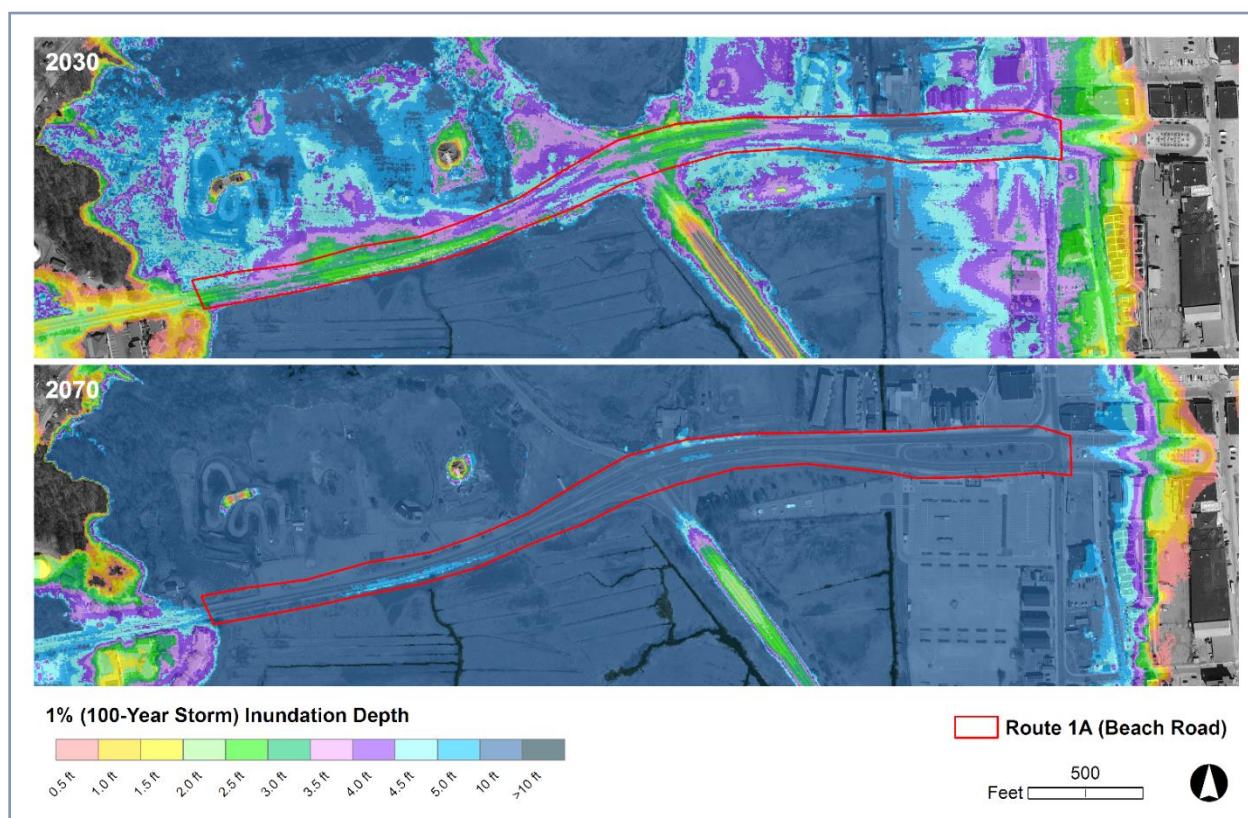 2030
2070
1% (100-Year Storm) Inundation Depth
0.5 ft
1.0 ft
1.5 ft
2.0 ft
2.5 ft
3.0 ft
3.5 ft
4.0 ft
4.5 ft
5.0 ft
10 ft
>10 ft
Route 1A (Beach Road)
500
Feet